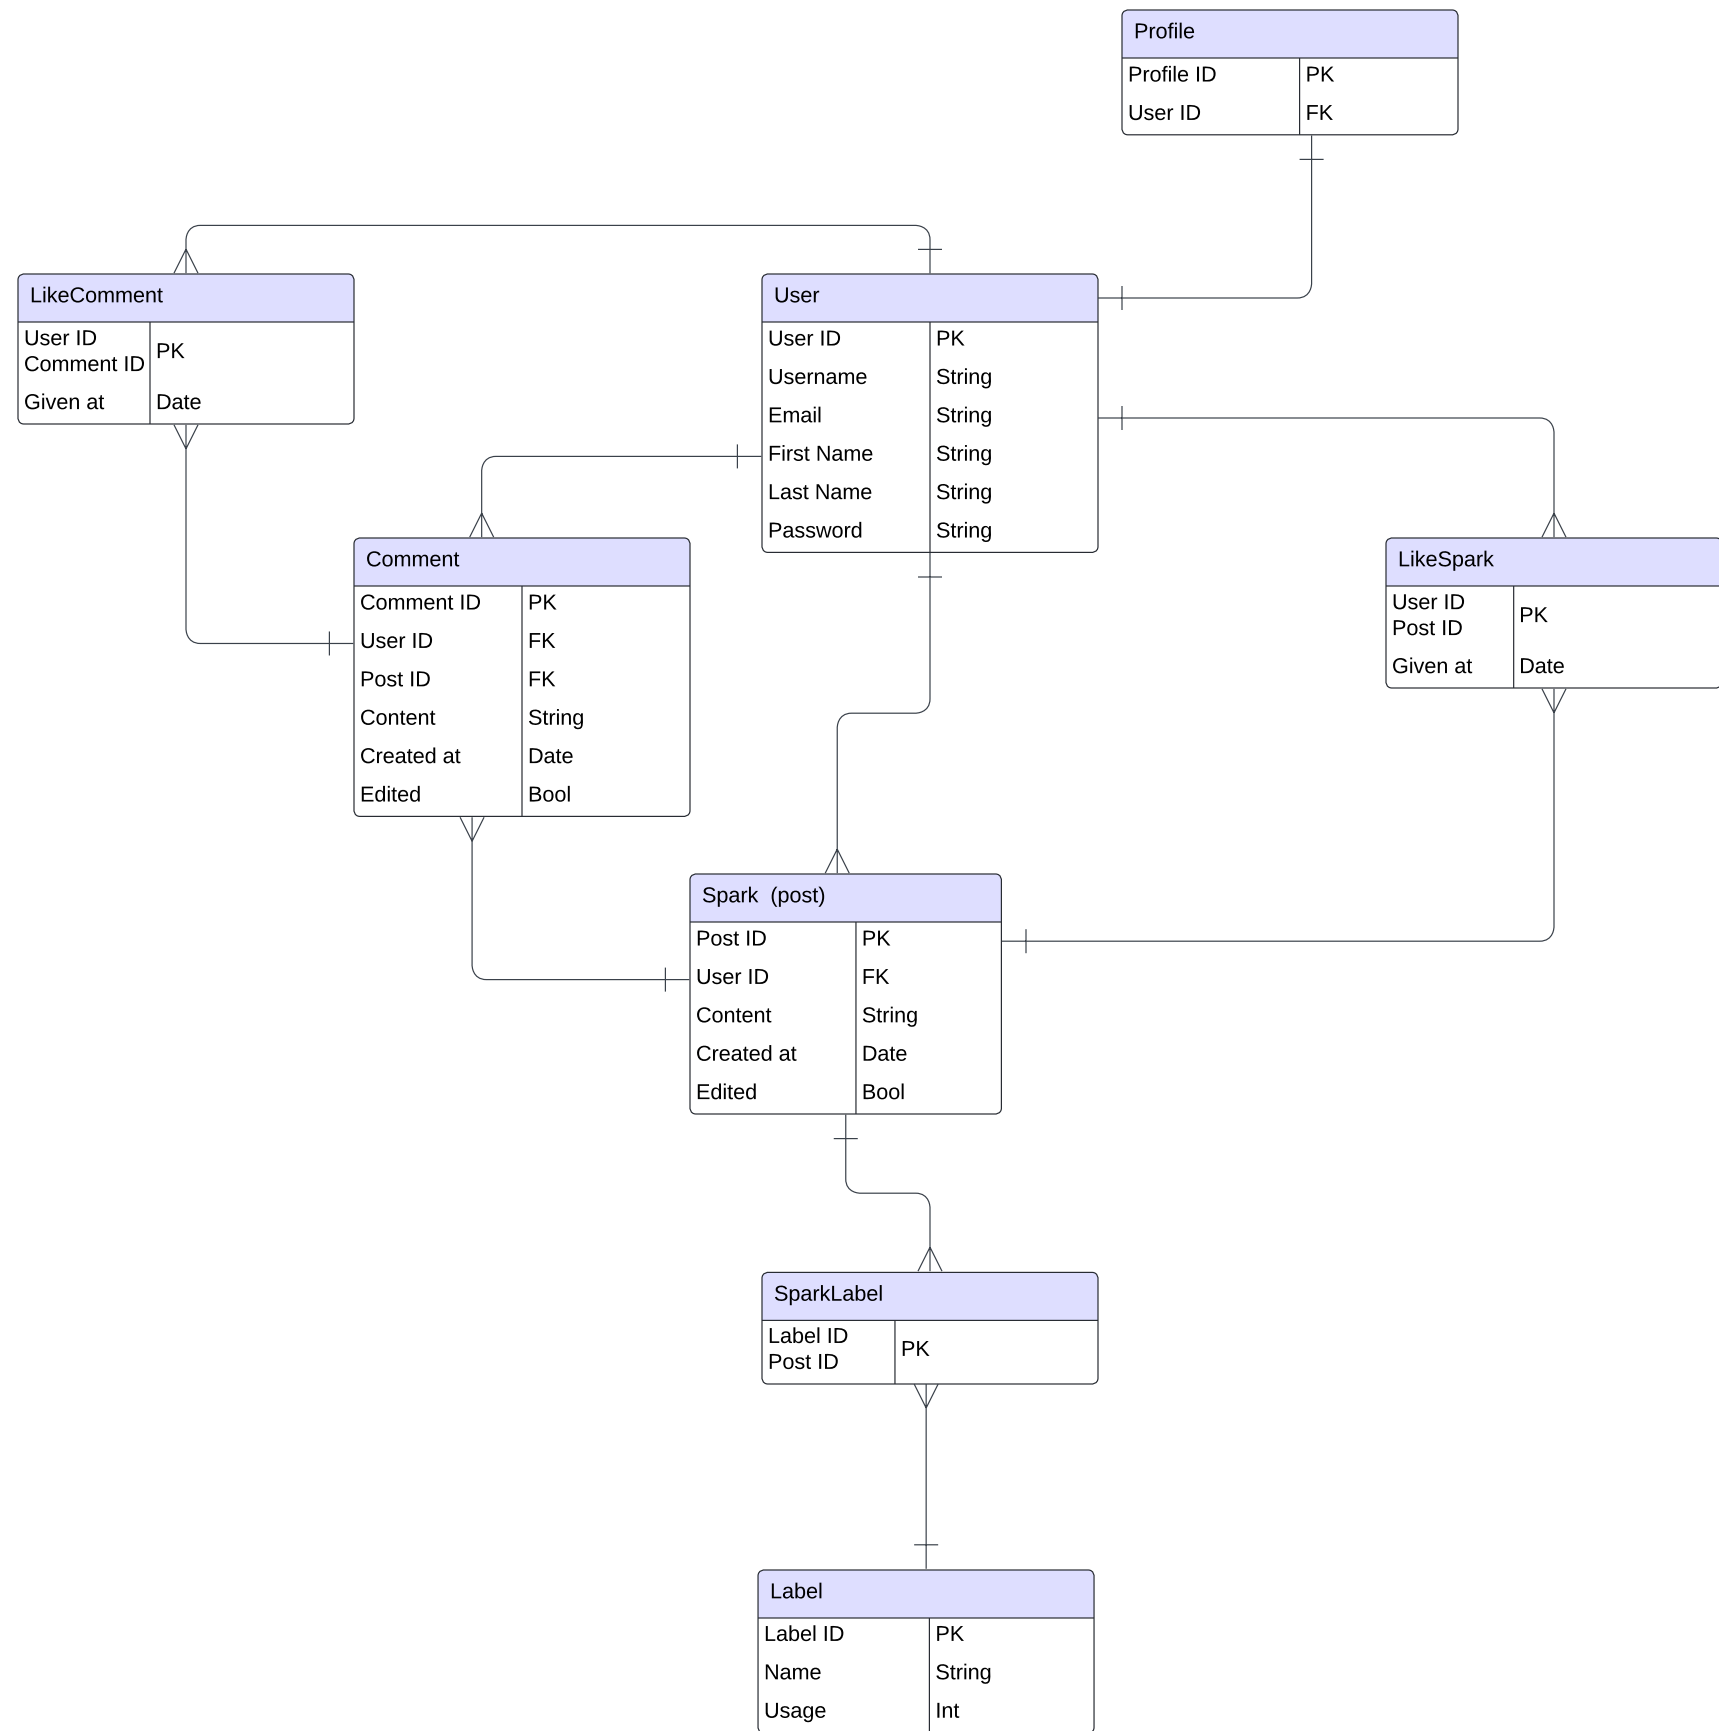 Profile
Profile ID PK
User ID FK
LikeComment
User ID
Comment ID
PK
Given at Date
User
User ID PK
Username String
Email String
First Name String
Last Name String
Password String
Comment
Comment ID PK
User ID FK
Post ID FK
Content String
Created at Date
Edited Bool
LikeSpark
User ID
Post ID
PK
Given at Date
Spark (post)
Post ID PK
User ID FK
Content String
Created at Date
Edited Bool
SparkLabel
Label ID
Post ID
PK
Label
Label ID PK
Name String
Usage Int